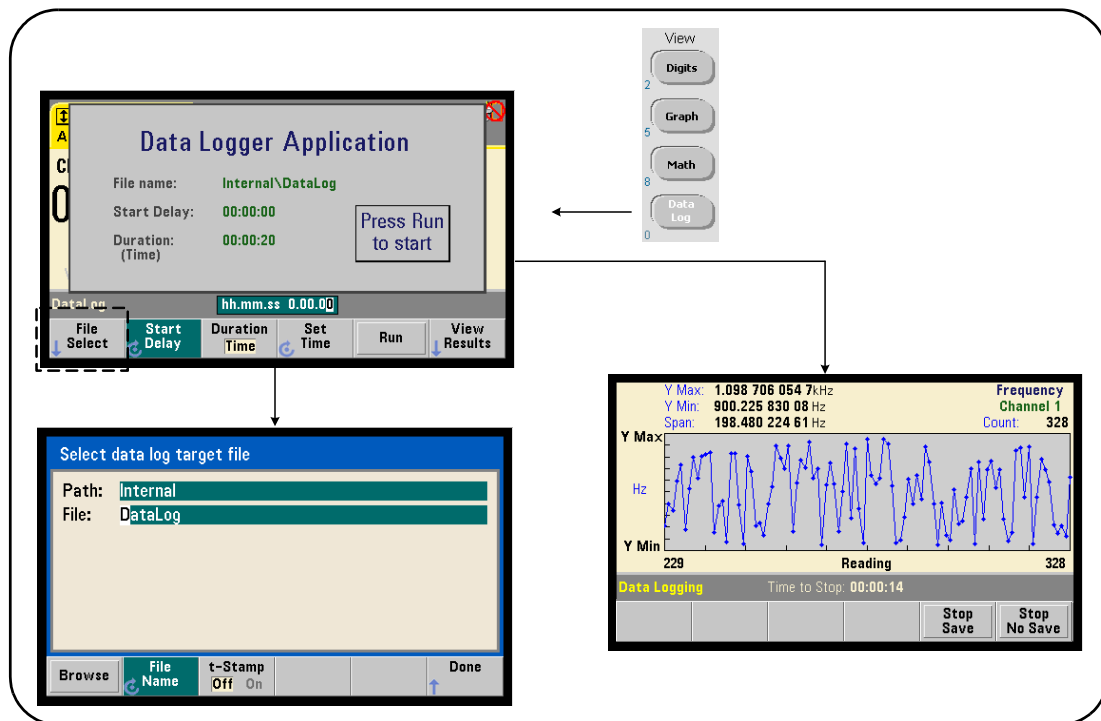 View
Digits
2
Graph
5
Math
8
Data
Log
0
A
Data Logger Application
File name: Internal\DataLog
Start Delay: 00:00:00
Duration: 00:00:20
(Time)
Press Run
to start
hh.mm.ss 0.00.00
File
Select
Start
Delay
Duration
Time
Set
Time
Run
View
Results
Select data log target file
Path: Internal
File: DataLog
Browse
File
Name
t-Stamp
Off On
Done
Y Max: 1.098 706 054 7kHz
Frequency
Y Min: 900.225 830 08 Hz
Channel 1
Span: 198.480 224 61 Hz
Count: 328
Y Max
Hz
Y Min
229 Reading 328
Data Logging Time to Stop: 00:00:14
Stop
Save
Stop
No Save